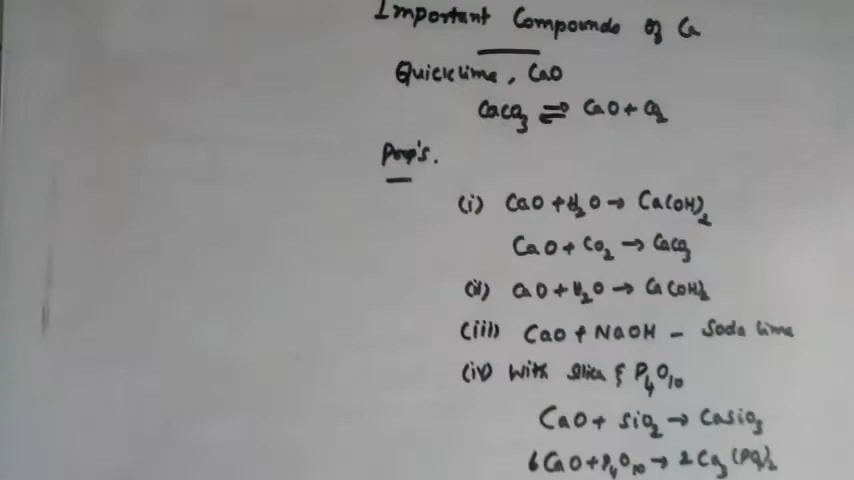 Important Compounds of Ca
Quicklime, CaO
CaCO3 ⇌ CaO + CO2
Prop's.
(i) CaO + H2O → Ca(OH)2
CaO + CO2 → CaCO3
(ii) CaO + H2O → Ca(OH)2
(iii) CaO + NaOH – Soda lime
(iv) With silica & P4O10
CaO + SiO2 → CaSiO3
6CaO + P4O10 → 2Ca3(PO4)2